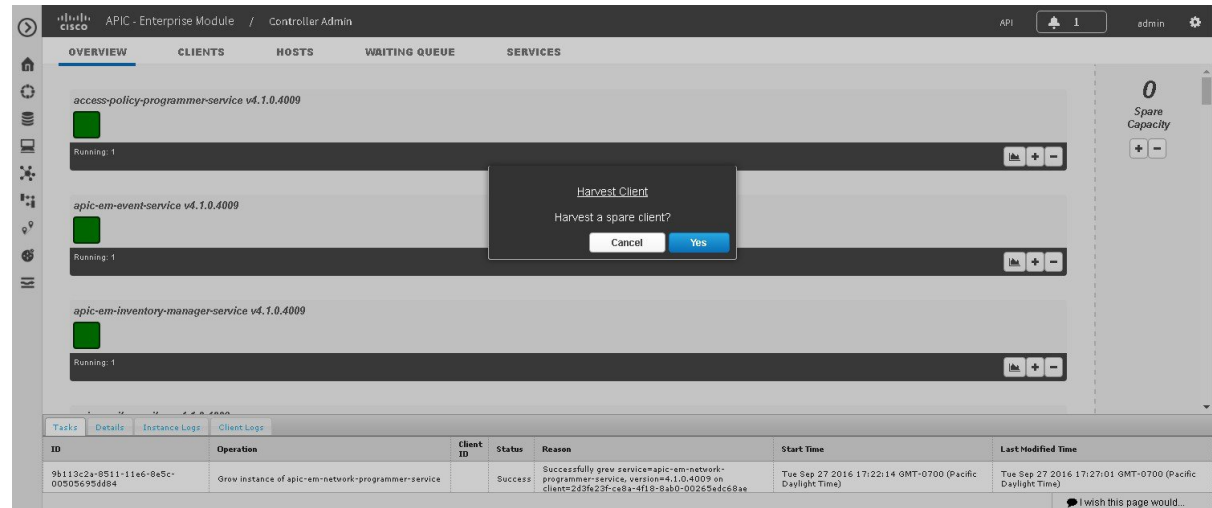 cisco APIC - Enterprise Module / Controller Admin API 1 admin
OVERVIEW CLIENTS HOSTS WAITING QUEUE SERVICES
access-policy-programmer-service v4.1.0.4009
Running: 1
apic-em-event-service v4.1.0.4009
Running: 1
apic-em-inventory-manager-service v4.1.0.4009
Running: 1
0
Spare
Capacity
+ -
Harvest Client
Harvest a spare client?
Cancel Yes
Tasks Details Instance Logs Client Logs
ID Operation Client ID Status Reason Start Time Last Modified Time
9b113c2a-8511-11e6-8e5c-
00505695dd84
Grow instance of apic-em-network-programmer-service
Success
Successfully grew service=apic-em-network-
programmer-service, version=4.1.0.4009 on
client=2d3fe23f-ce8a-4f18-8ab0-00265edc68ae
Tue Sep 27 2016 17:22:14 GMT-0700 (Pacific
Daylight Time)
Tue Sep 27 2016 17:27:01 GMT-0700 (Pacific
Daylight Time)
I wish this page would...